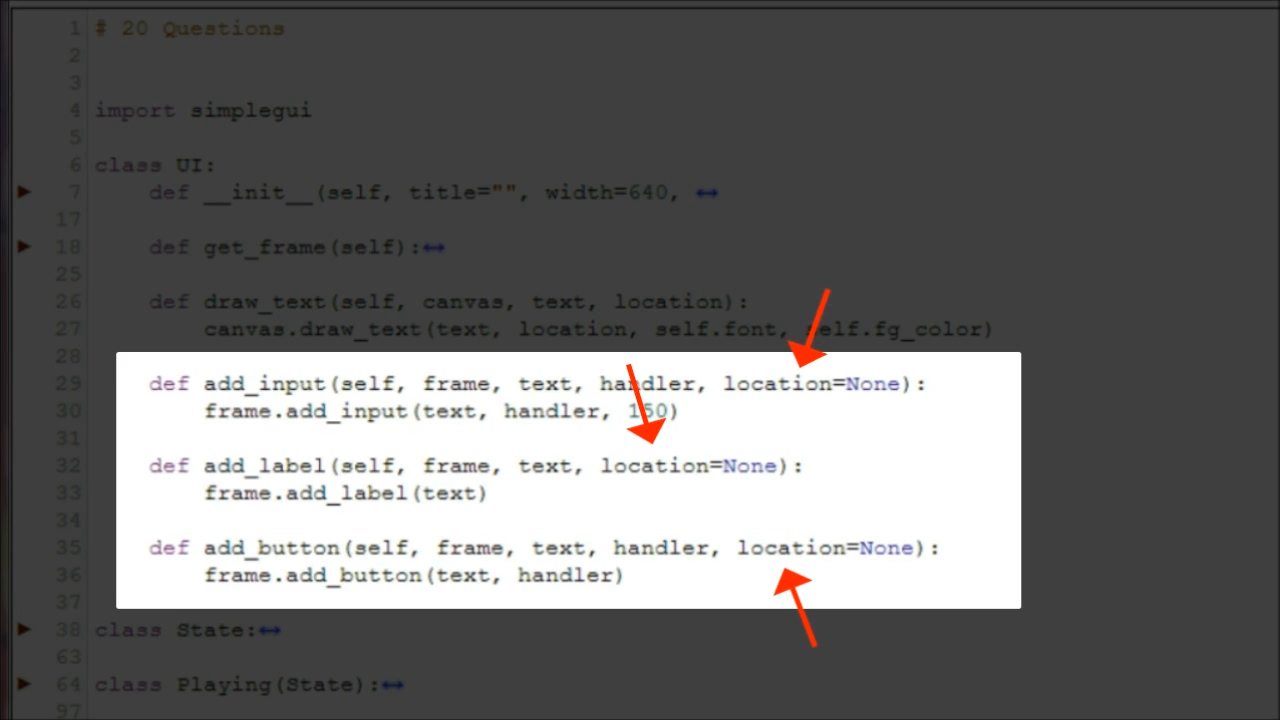 1 # 20 Questions
2
3
4 import simplegui
5
6 class UI:
7 def __init__(self, title="", width=640,
17
18 def get_frame(self):
25
26 def draw_text(self, canvas, text, location):
27 canvas.draw_text(text, location, self.font, self.fg_color)
28
29 def add_input(self, frame, text, handler, location=None):
30 frame.add_input(text, handler, 150)
31
32 def add_label(self, frame, text, location=None):
33 frame.add_label(text)
34
35 def add_button(self, frame, text, handler, location=None):
36 frame.add_button(text, handler)
37
38 class State:
63
64 class Playing(State):
97